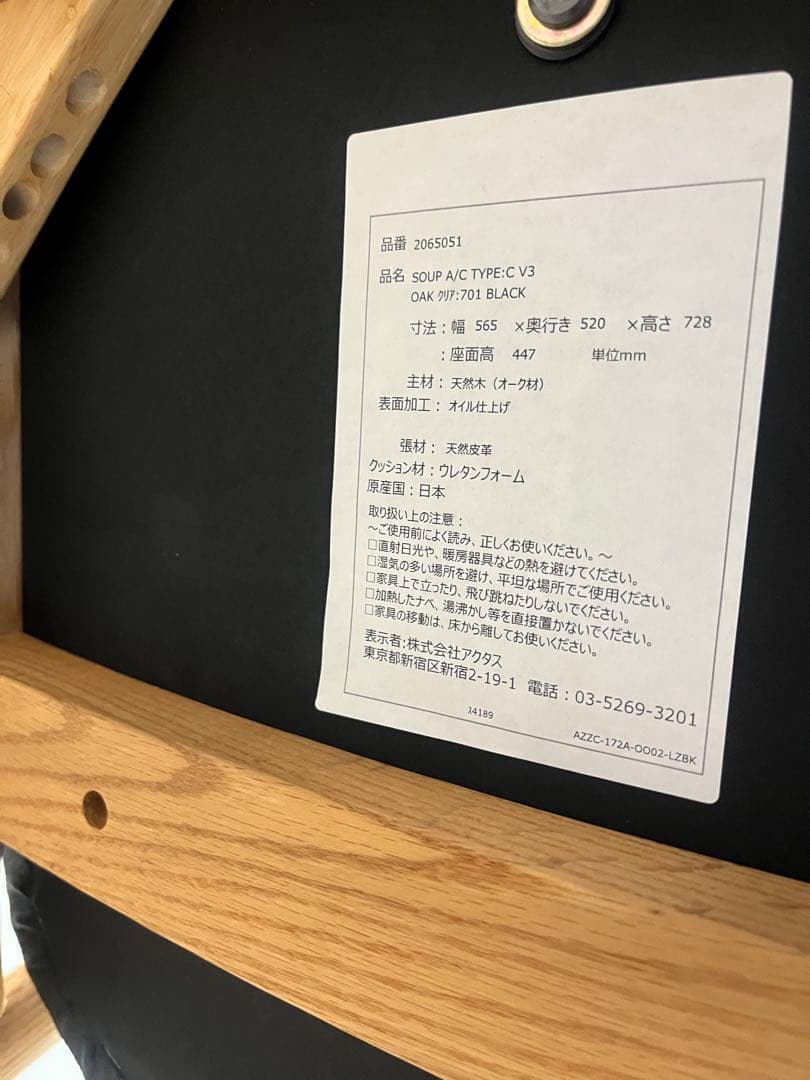 品番 2065051
品名 SOUP A/C TYPE:C V3
OAK ｸﾘｱ:701 BLACK
寸法：幅 565 ×奥行き 520 ×高さ 728
：座面高 447 単位mm
主材： 天然木（オーク材）
表面加工： オイル仕上げ
張材： 天然皮革
クッション材：ウレタンフォーム
原産国：日本
取り扱い上の注意：
～ご使用前によく読み、正しくお使いください。～
□直射日光や、暖房器具などの熱を避けてください。
□湿気の多い場所を避け、平坦な場所でご使用ください。
□家具上で立ったり、飛び跳ねたりしないでください。
□加熱したナベ、湯沸かし等を直接置かないでください。
□家具の移動は、床から離してお使いください。
表示者:株式会社アクタス
東京都新宿区新宿2-19-1 電話：03-5269-3201
ｽ4189
AZZC-172A-OO02-LZBK